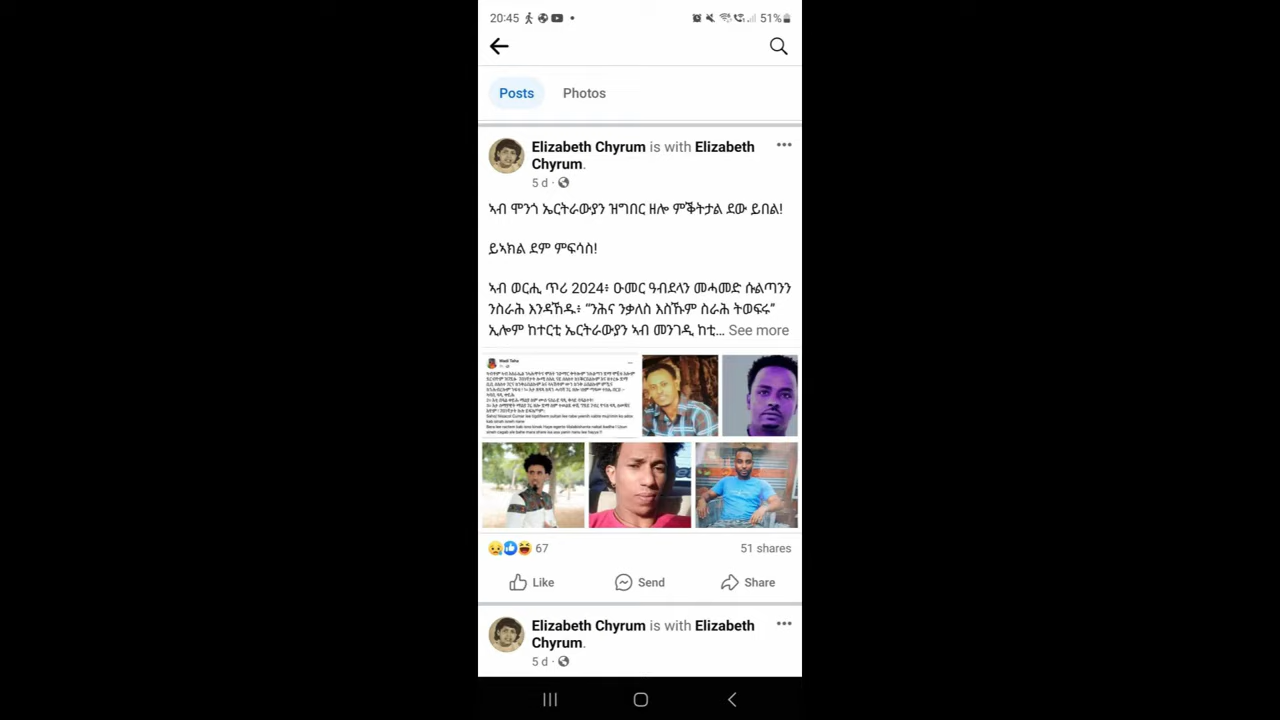 20:45
51%
Posts
Photos
Elizabeth Chyrum is with Elizabeth
Chyrum.
5 d
ኣብ ሞንጎ ኤርትራውያን ዝግበር ዘሎ ምቕትታል ደው ይበል!
ይኣክል ደም ምፍሳስ!
ኣብ ወርሒ ጥሪ 2024፥ ዑመር ዓብደላን መሓመድ ሱልጣንን
ንስራሕ እንዳኸዱ፥ “ንሕና ንቃለስ እስኹም ስራሕ ትወፍሩ”
ኢሎም ከተርቲ ኤርትራውያን ኣብ መንገዲ ከቲ... See more
67
51 shares
Like
Send
Share
Elizabeth Chyrum is with Elizabeth
Chyrum.
5 d